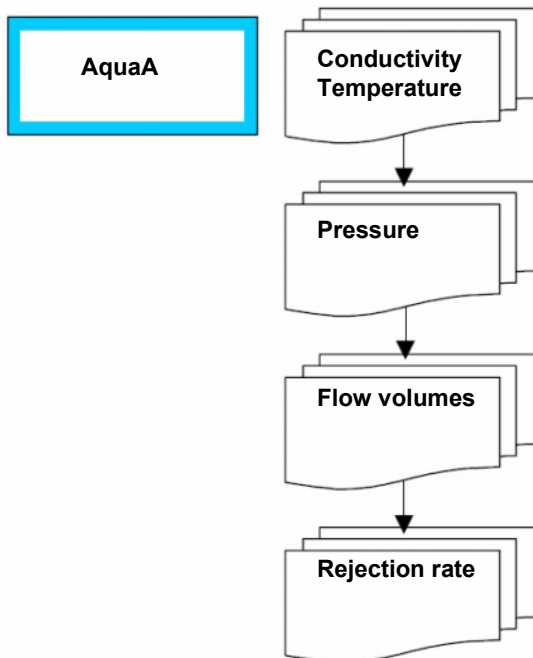 AquaA
Conductivity
Temperature
Pressure
Flow volumes
Rejection rate